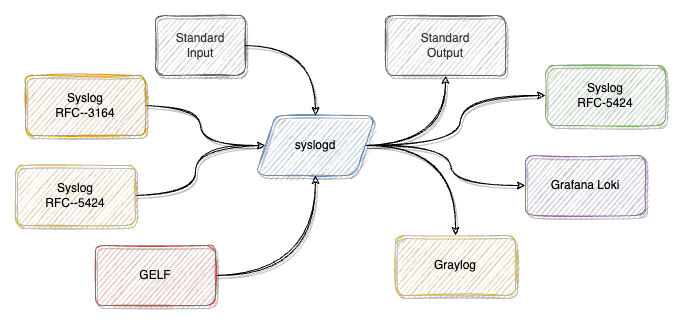 Standard
Input
Standard
Output
Syslog
RFC--3164
Syslog
RFC-5424
syslogd
Syslog
RFC--5424
Grafana Loki
GELF
Graylog